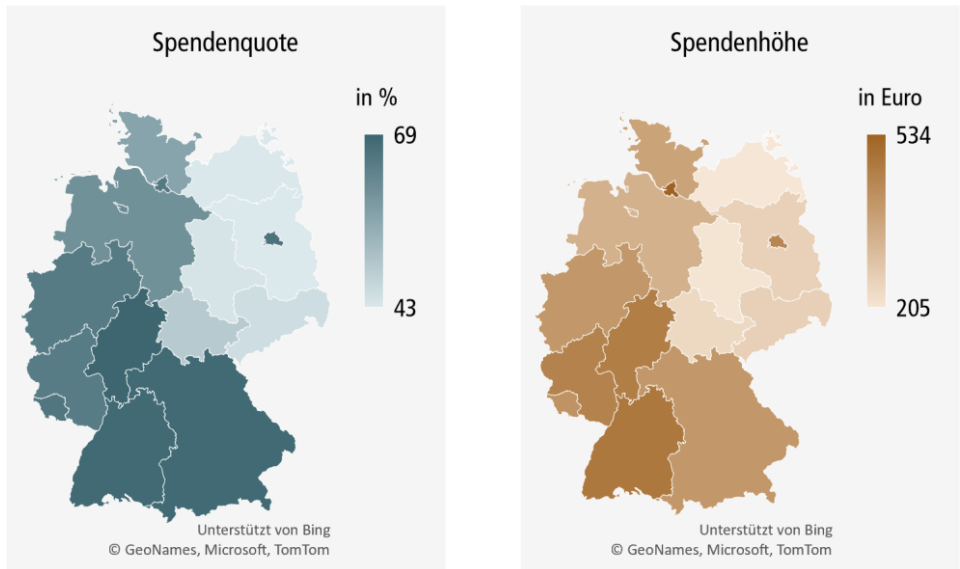 Spendenquote
in %
69
43
Unterstützt von Bing
© GeoNames, Microsoft, TomTom
Spendenhöhe
in Euro
534
205
Unterstützt von Bing
© GeoNames, Microsoft, TomTom